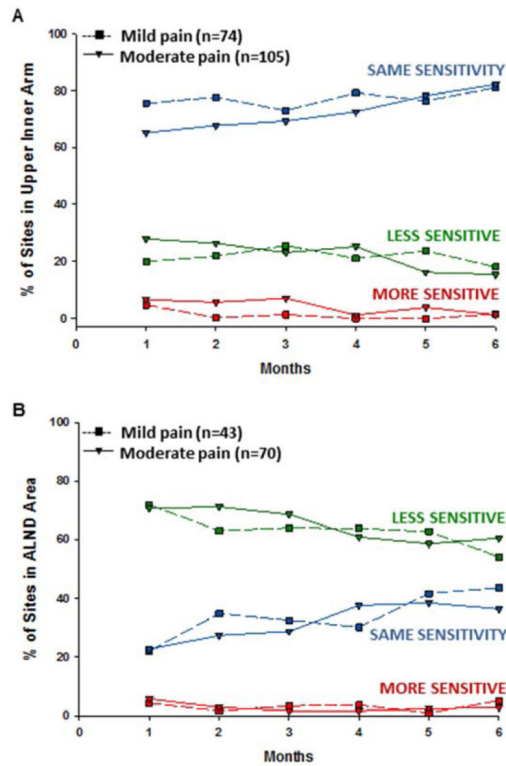 A
Mild pain (n=74)
Moderate pain (n=105)
SAME SENSITIVITY
LESS SENSITIVE
MORE SENSITIVE
% of Sites in Upper Inner Arm
100
80
60
40
20
0
0 1 2 3 4 5 6
Months
B
Mild pain (n=43)
Moderate pain (n=70)
LESS SENSITIVE
SAME SENSITIVITY
MORE SENSITIVE
% of Sites in ALND Area
100
80
60
40
20
0
0 1 2 3 4 5 6
Months